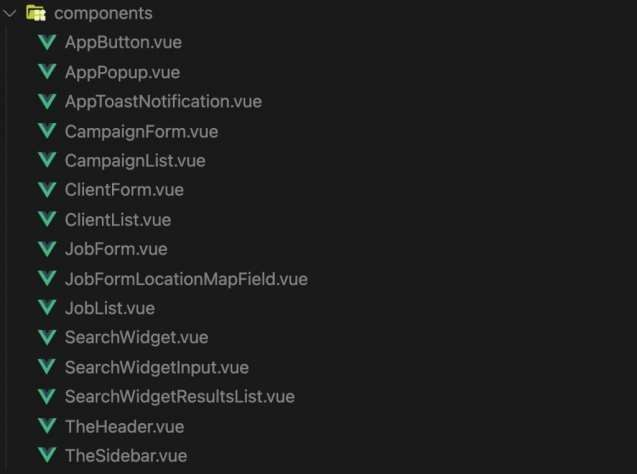 components
AppButton.vue
AppPopup.vue
AppToastNotification.vue
CampaignForm.vue
CampaignList.vue
ClientForm.vue
ClientList.vue
JobForm.vue
JobFormLocationMapField.vue
JobList.vue
SearchWidget.vue
SearchWidgetInput.vue
SearchWidgetResultsList.vue
TheHeader.vue
TheSidebar.vue